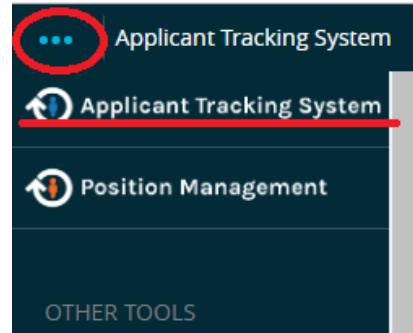 Applicant Tracking System
Applicant Tracking System
Position Management
OTHER TOOLS